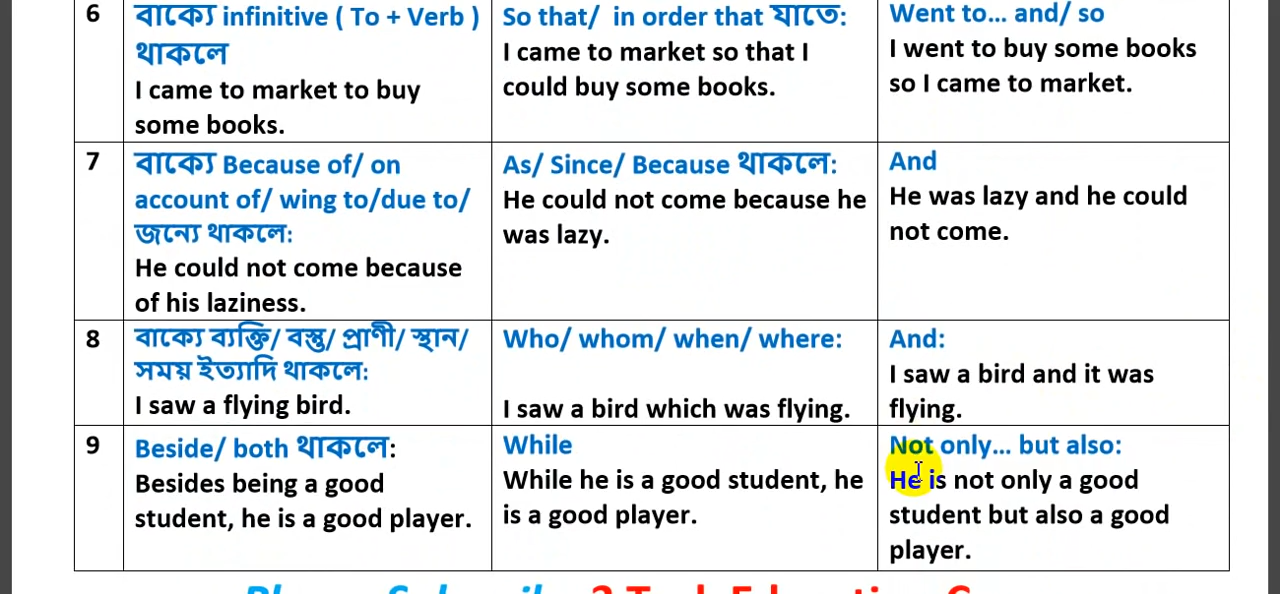 6
বাক্যে infinitive ( To + Verb )
থাকলে
I came to market to buy
some books.
So that/ in order that যাতে:
I came to market so that I
could buy some books.
Went to... and/ so
I went to buy some books
so I came to market.
7
বাক্যে Because of/ on
account of/ wing to/due to/
জন্যে থাকলে:
He could not come because
of his laziness.
As/ Since/ Because থাকলে:
He could not come because he
was lazy.
And
He was lazy and he could
not come.
8
বাক্যে ব্যক্তি/ বস্তু/ প্রাণী/ স্থান/
সময় ইত্যাদি থাকলে:
I saw a flying bird.
Who/ whom/ when/ where:
I saw a bird which was flying.
And:
I saw a bird and it was
flying.
9
Beside/ both থাকলে:
Besides being a good
student, he is a good player.
While
While he is a good student, he
is a good player.
Not only... but also:
He is not only a good
student but also a good
player.